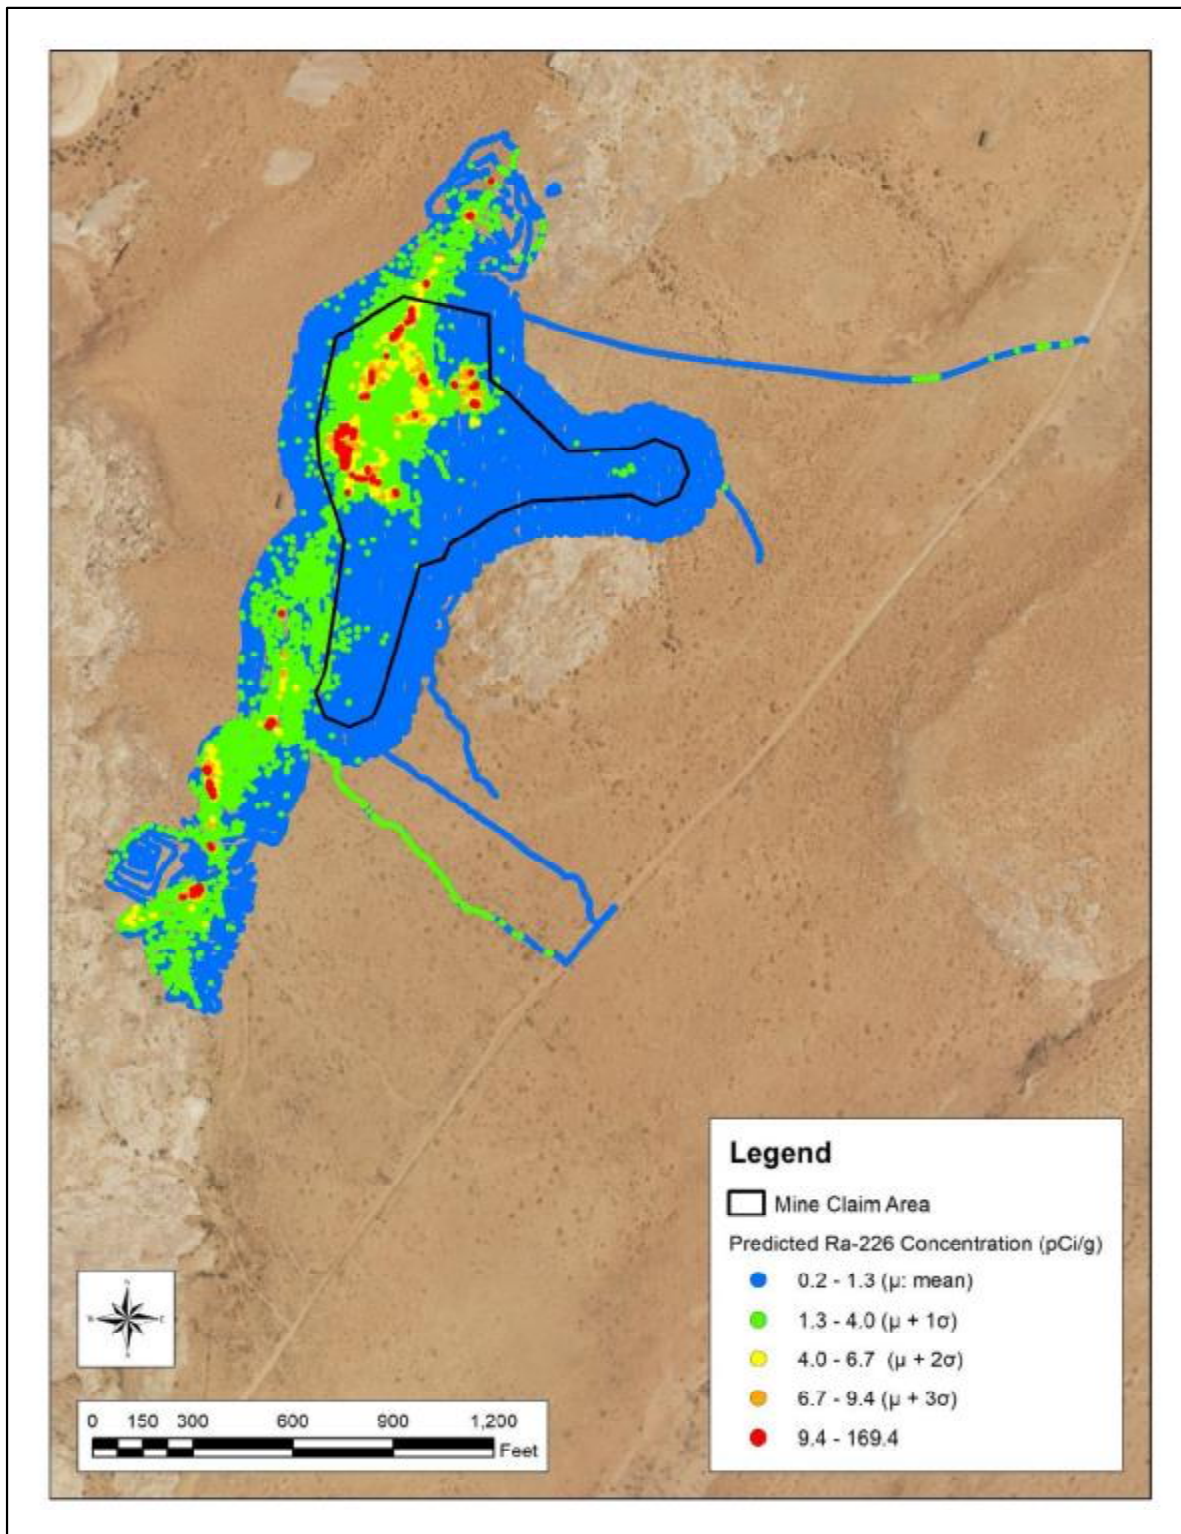 Legend
Mine Claim Area
Predicted Ra-226 Concentration (pCi/g)
0.2 - 1.3 (μ: mean)
1.3 - 4.0 (μ + 1σ)
4.0 - 6.7 (μ + 2σ)
6.7 - 9.4 (μ + 3σ)
9.4 - 169.4
0 150 300 600 900 1,200
Feet